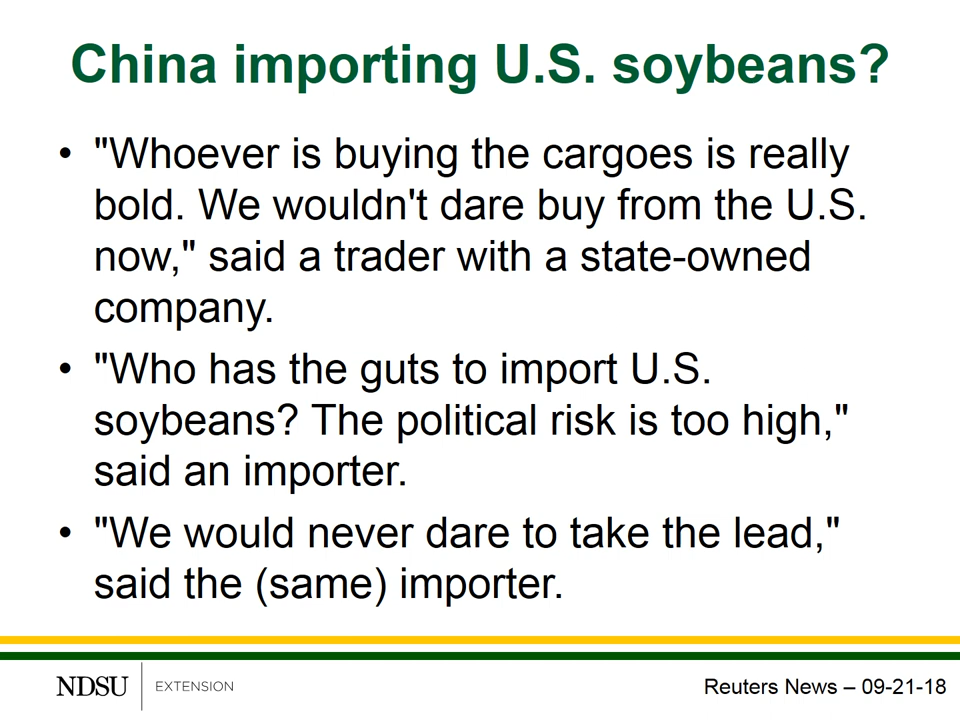 China importing U.S. soybeans?
• "Whoever is buying the cargoes is really
bold. We wouldn't dare buy from the U.S.
now," said a trader with a state-owned
company.
• "Who has the guts to import U.S.
soybeans? The political risk is too high,"
said an importer.
• "We would never dare to take the lead,"
said the (same) importer.
NDSU EXTENSION
Reuters News – 09-21-18